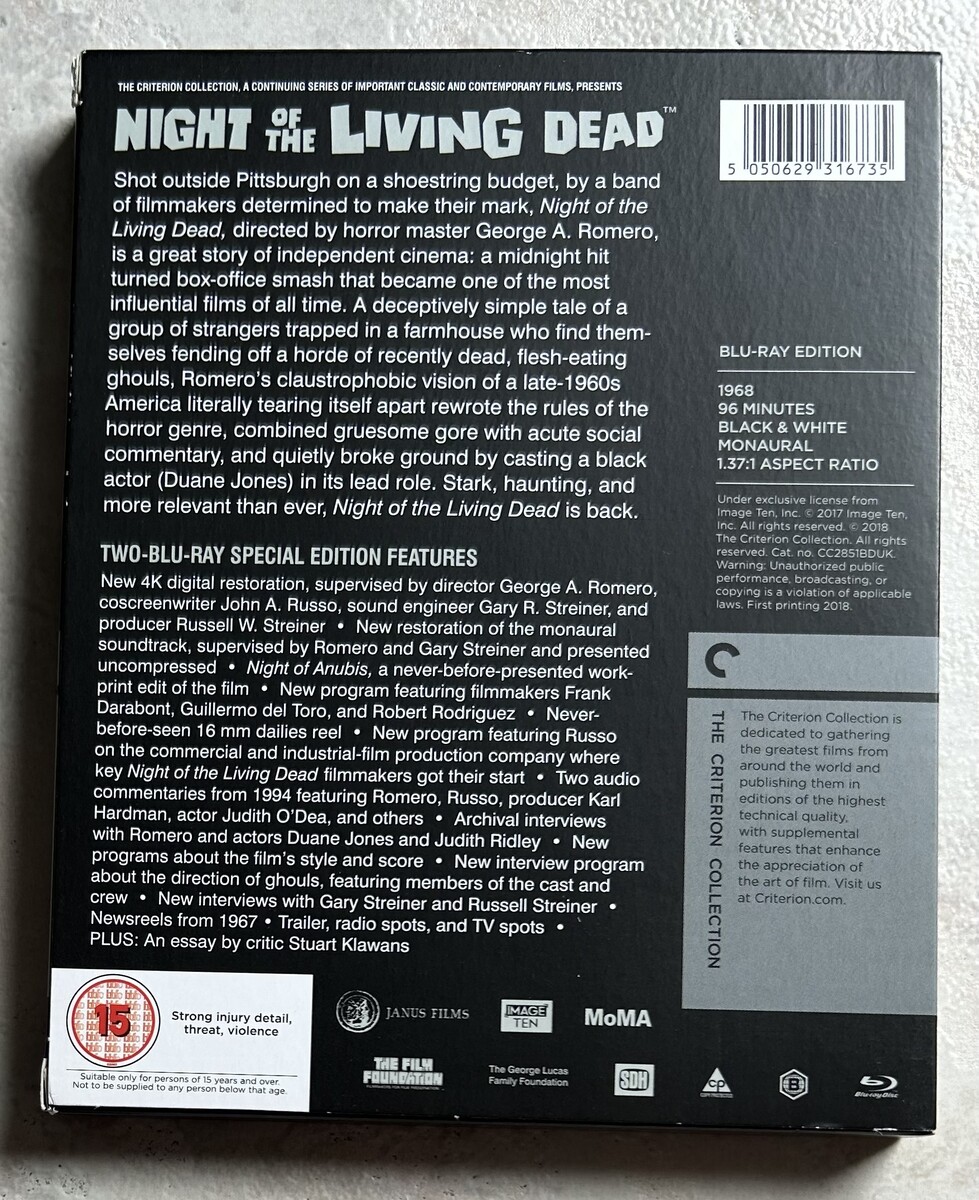 THE CRITERION COLLECTION, A CONTINUING SERIES OF IMPORTANT CLASSIC AND CONTEMPORARY FILMS, PRESENTS
NIGHT OF THE LIVING DEAD™
Shot outside Pittsburgh on a shoestring budget, by a band
of filmmakers determined to make their mark, Night of the
Living Dead, directed by horror master George A. Romero,
is a great story of independent cinema: a midnight hit
turned box-office smash that became one of the most
influential films of all time. A deceptively simple tale of a
group of strangers trapped in a farmhouse who find them-
selves fending off a horde of recently dead, flesh-eating
ghouls, Romero's claustrophobic vision of a late-1960s
America literally tearing itself apart rewrote the rules of the
horror genre, combined gruesome gore with acute social
commentary, and quietly broke ground by casting a black
actor (Duane Jones) in its lead role. Stark, haunting, and
more relevant than ever, Night of the Living Dead is back.
TWO-BLU-RAY SPECIAL EDITION FEATURES
New 4K digital restoration, supervised by director George A. Romero,
coscreenwriter John A. Russo, sound engineer Gary R. Streiner, and
producer Russell W. Streiner • New restoration of the monaural
soundtrack, supervised by Romero and Gary Streiner and presented
uncompressed • Night of Anubis, a never-before-presented work-
print edit of the film • New program featuring filmmakers Frank
Darabont, Guillermo del Toro, and Robert Rodriguez • Never-
before-seen 16 mm dailies reel • New program featuring Russo
on the commercial and industrial-film production company where
key Night of the Living Dead filmmakers got their start • Two audio
commentaries from 1994 featuring Romero, Russo, producer Karl
Hardman, actor Judith O'Dea, and others • Archival interviews
with Romero and actors Duane Jones and Judith Ridley • New
programs about the film's style and score • New interview program
about the direction of ghouls, featuring members of the cast and
crew • New interviews with Gary Streiner and Russell Streiner •
Newsreels from 1967 • Trailer, radio spots, and TV spots •
PLUS: An essay by critic Stuart Klawans
5 050629 316735
BLU-RAY EDITION
1968
96 MINUTES
BLACK & WHITE
MONAURAL
1.37:1 ASPECT RATIO
Under exclusive license from
Image Ten, Inc. © 2017 Image Ten,
Inc. All rights reserved. © 2018
The Criterion Collection. All rights
reserved. Cat. no. CC2851BDUK.
Warning: Unauthorized public
performance, broadcasting, or
copying is a violation of applicable
laws. First printing 2018.
THE CRITERION COLLECTION
The Criterion Collection is
dedicated to gathering
the greatest films from
around the world and
publishing them in
editions of the highest
technical quality,
with supplemental
features that enhance
the appreciation of
the art of film. Visit us
at Criterion.com.
15
Strong injury detail,
threat, violence
Suitable only for persons of 15 years and over.
Not to be supplied to any person below that age.
JANUS FILMS
IMAGE
TEN
MoMA
THE FILM
FOUNDATION
The George Lucas
Family Foundation
SDH
cp
COPY PROTECTED
B
Blu-ray Disc